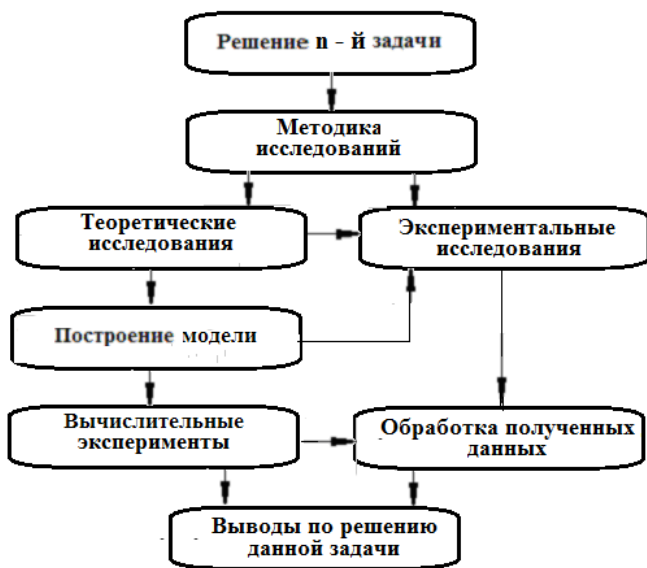 Решение n - й задачи
Методика
исследований
Теоретические
исследования
Экспериментальные
исследования
Построение модели
Вычислительные
эксперименты
Обработка полученных
данных
Выводы по решению
данной задачи